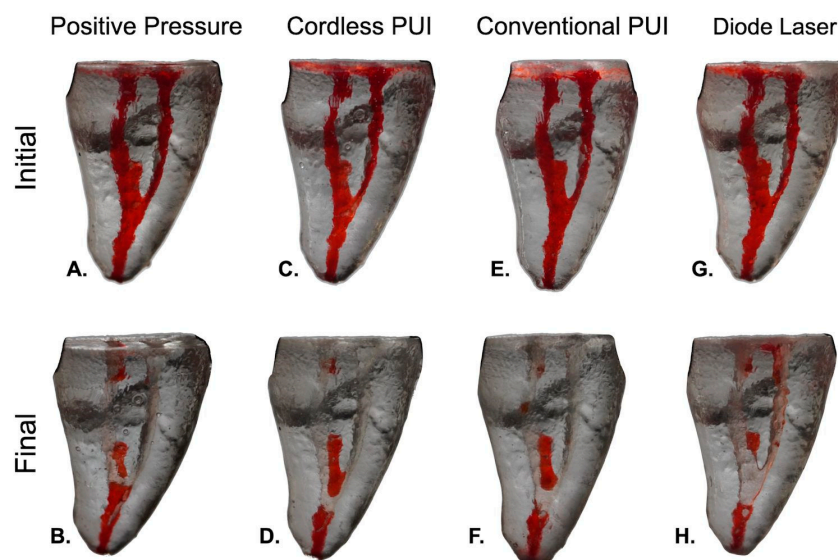 Positive Pressure Cordless PUI Conventional PUI Diode Laser
Initial
A. C. E. G.
Final
B. D. F. H.